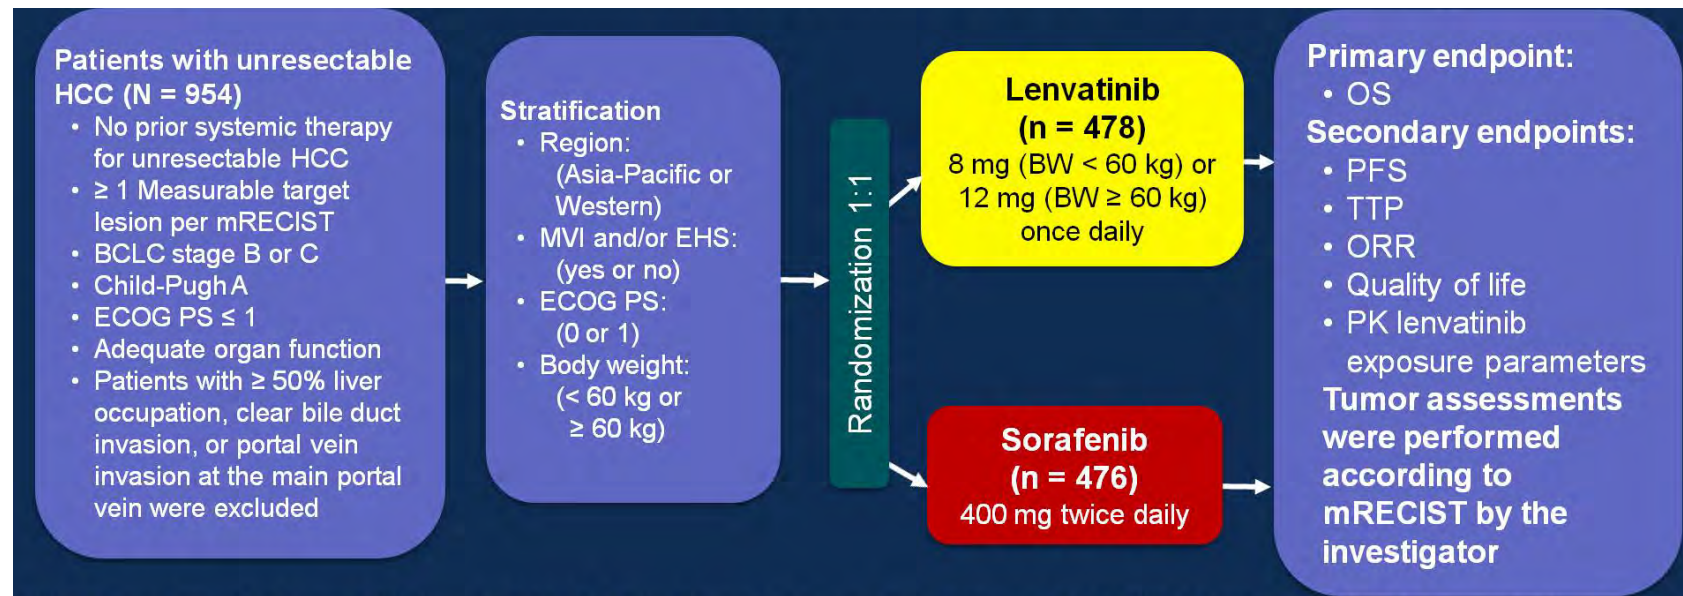 Patients with unresectable
HCC (N = 954)
• No prior systemic therapy
for unresectable HCC
• ≥ 1 Measurable target
lesion per mRECIST
• BCLC stage B or C
• Child-Pugh A
• ECOG PS ≤ 1
• Adequate organ function
• Patients with ≥ 50% liver
occupation, clear bile duct
invasion, or portal vein
invasion at the main portal
vein were excluded
Stratification
• Region:
(Asia-Pacific or
Western)
• MVI and/or EHS:
(yes or no)
• ECOG PS:
(0 or 1)
• Body weight:
(< 60 kg or
≥ 60 kg)
Randomization 1:1
Lenvatinib
(n = 478)
8 mg (BW < 60 kg) or
12 mg (BW ≥ 60 kg)
once daily
Sorafenib
(n = 476)
400 mg twice daily
Primary endpoint:
• OS
Secondary endpoints:
• PFS
• TTP
• ORR
• Quality of life
• PK lenvatinib
exposure parameters
Tumor assessments
were performed
according to
mRECIST by the
investigator